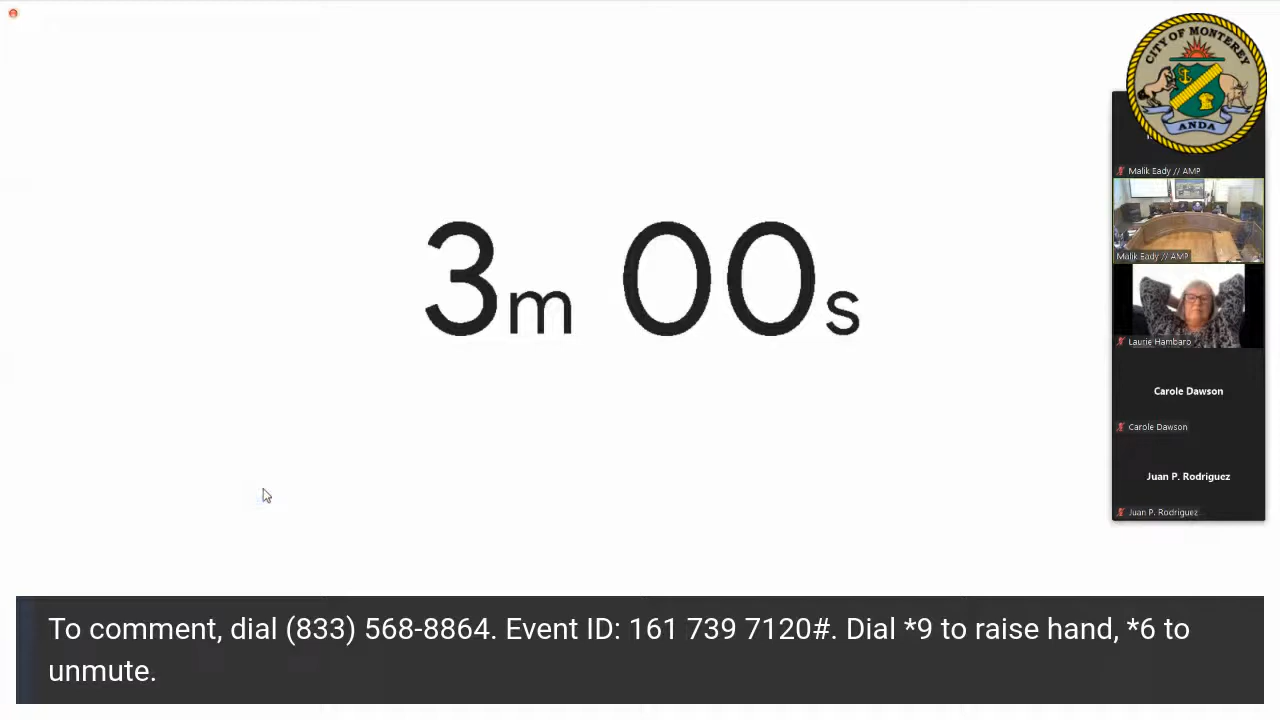 CITY OF MONTEREY
ANDA
Malik Eady // AMP
Malik Eady // AMP
Laurie Hambaro
Carole Dawson
Carole Dawson
Juan P. Rodriguez
Juan P. Rodriguez
3m 00s
To comment, dial (833) 568-8864. Event ID: 161 739 7120#. Dial *9 to raise hand, *6 to
unmute.